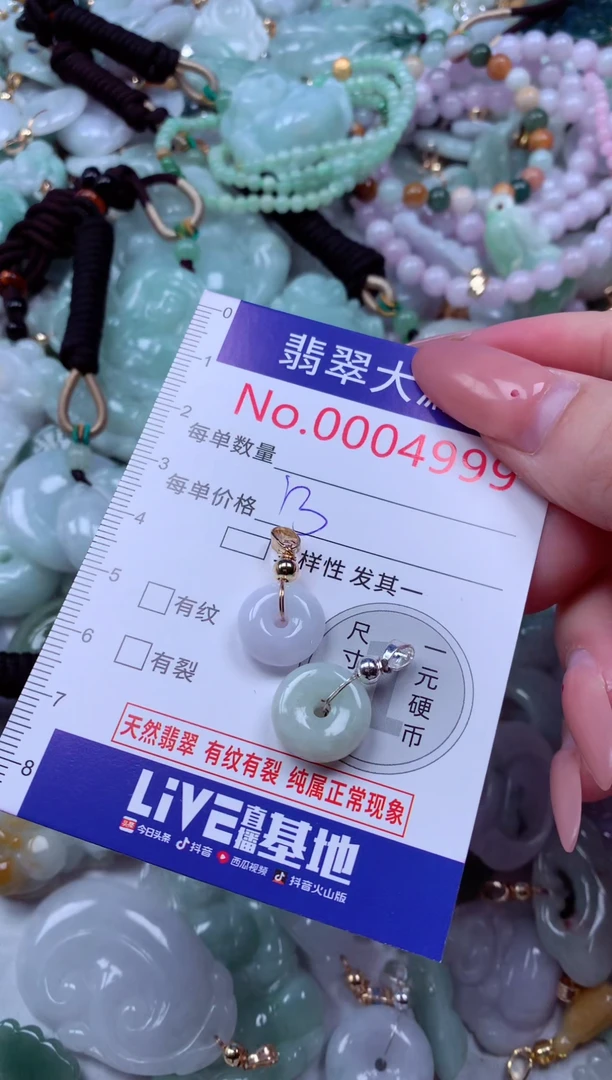 0
1
2
3
4
5
6
7
8
翡翠大
No.0004999
每单数量
每单价格 B
样性 发其一
有纹
有裂
尺寸
一元硬币
天然翡翠 有纹有裂 纯属正常现象
LIVE直播基地
头条 今日头条 抖音 西瓜视频 抖音火山版